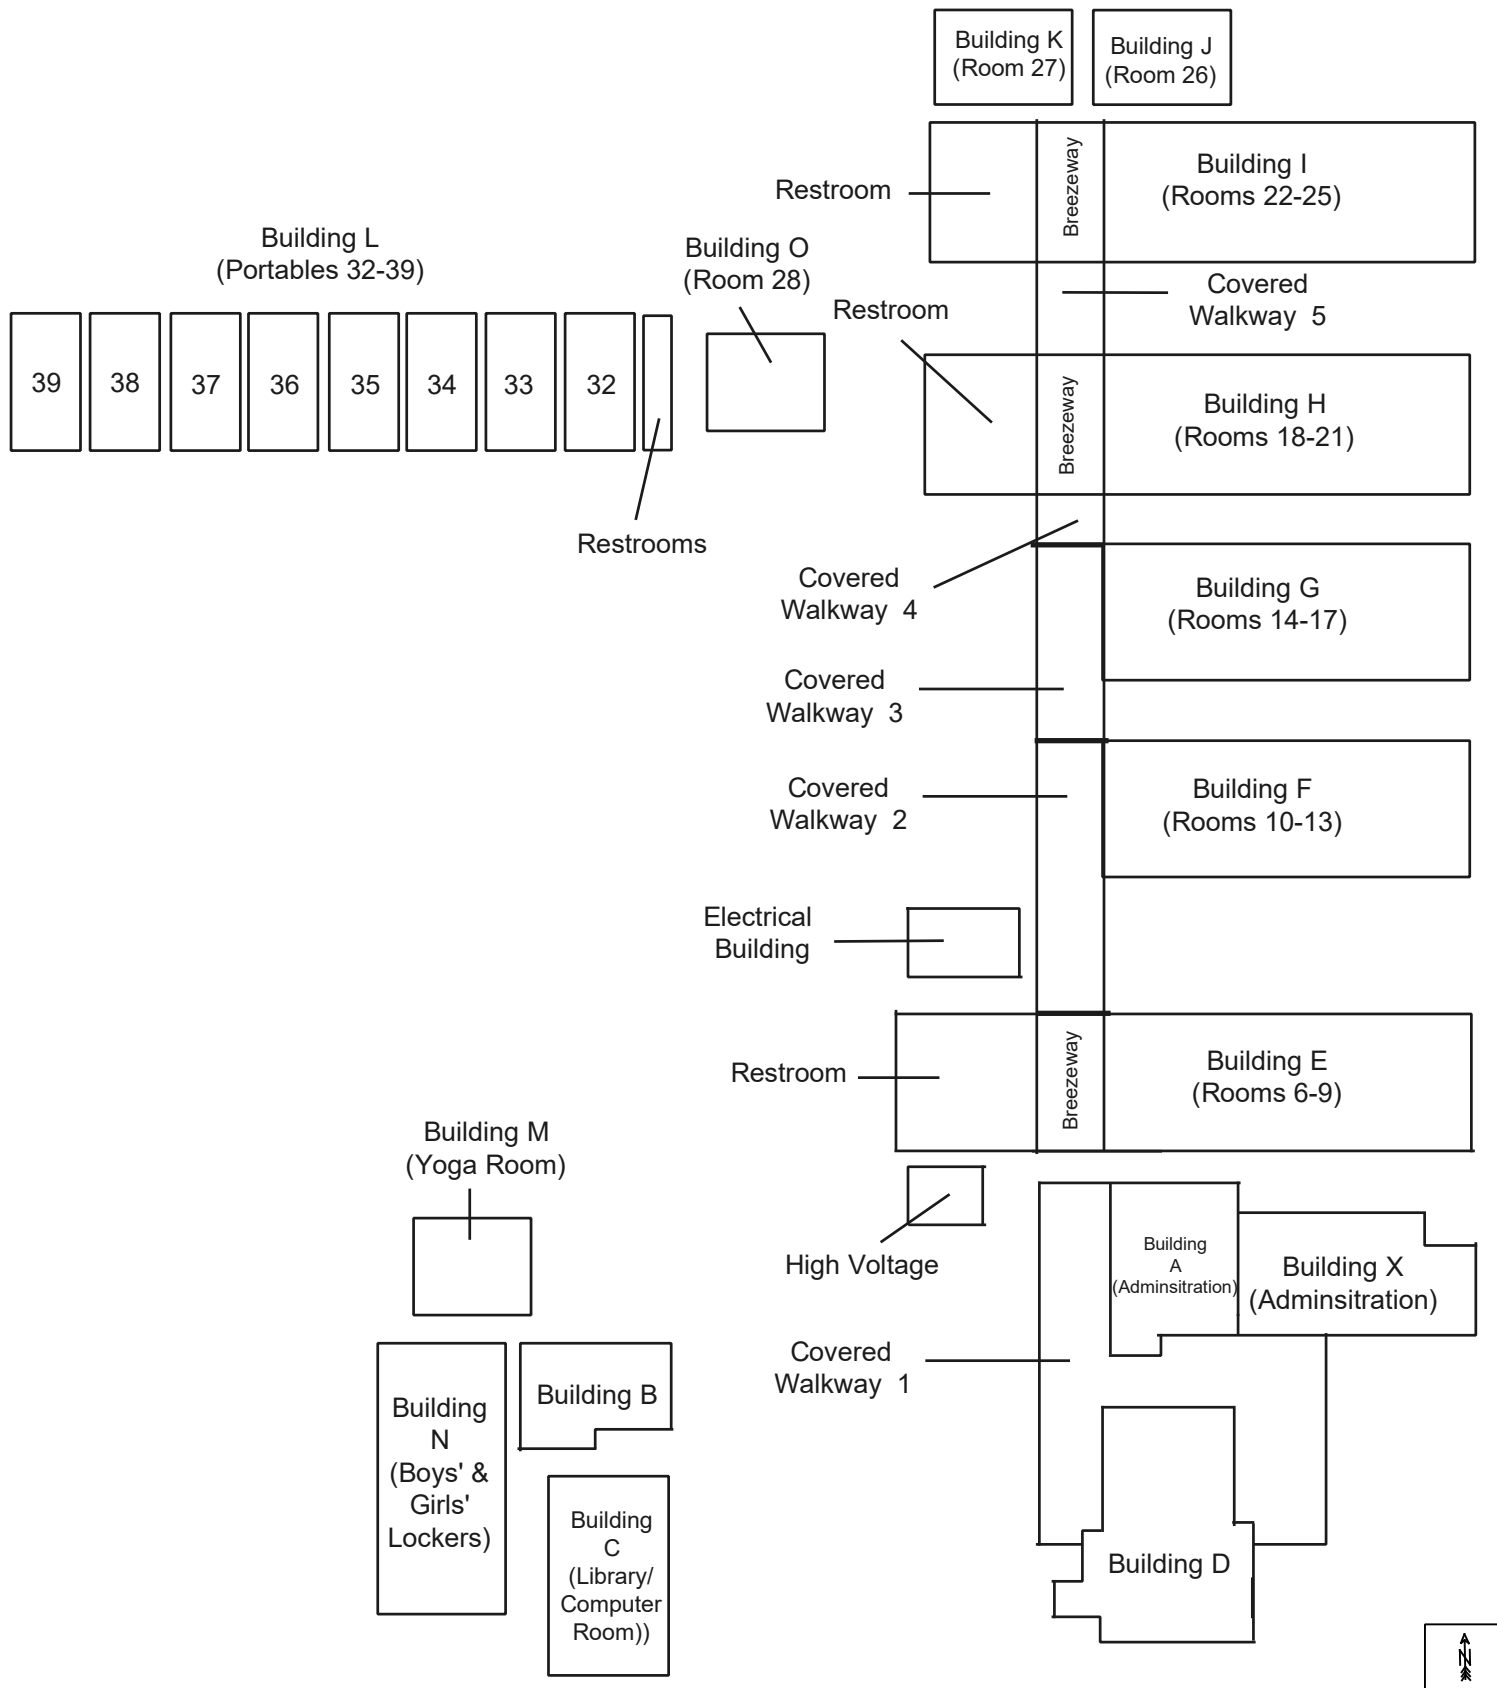 Building K
(Room 27)
Building J
(Room 26)
Breezeway
Building I
(Rooms 22-25)
Restroom
Building L
(Portables 32-39)
Building O
(Room 28)
Covered
Walkway 5
Restroom
39
38
37
36
35
34
33
32
Breezeway
Building H
(Rooms 18-21)
Restrooms
Covered
Walkway 4
Building G
(Rooms 14-17)
Covered
Walkway 3
Covered
Walkway 2
Building F
(Rooms 10-13)
Electrical
Building
Restroom
Breezeway
Building E
(Rooms 6-9)
Building M
(Yoga Room)
High Voltage
Building
A
(Adminsitration)
Building X
(Adminsitration)
Covered
Walkway 1
Building
N
(Boys' &
Girls'
Lockers)
Building B
Building
C
(Library/
Computer
Room))
Building D
N